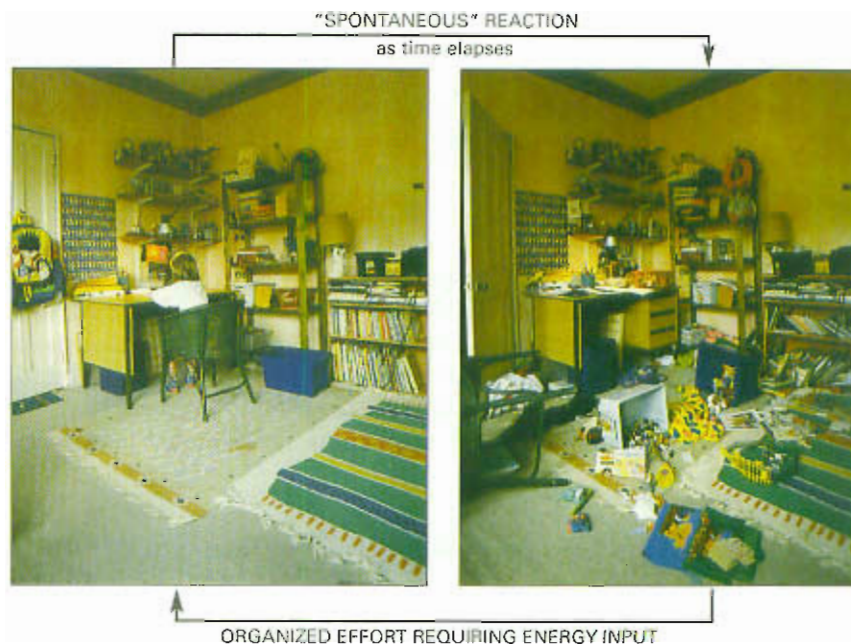 "SPONTANEOUS" REACTION
as time elapses
ORGANIZED EFFORT REQUIRING ENERGY INPUT